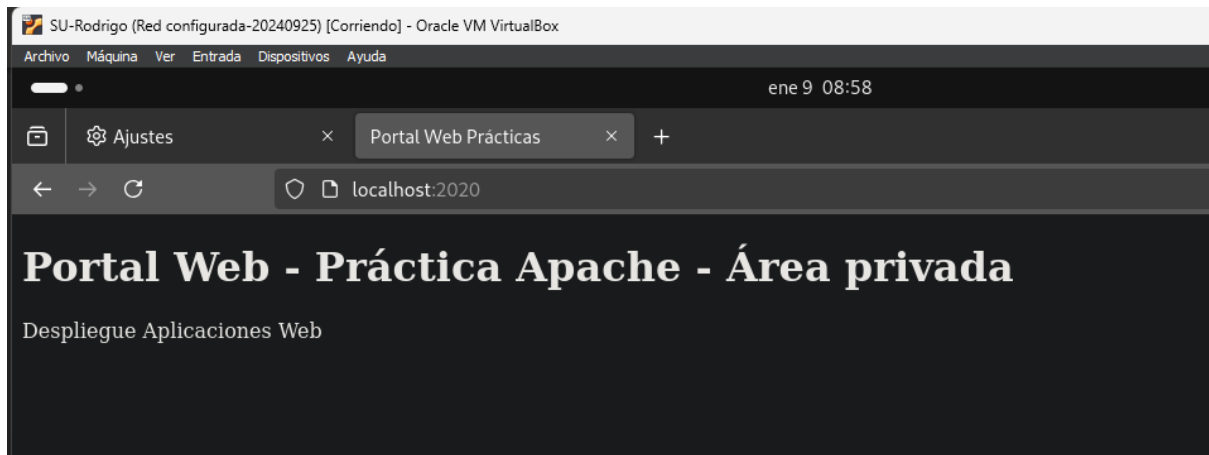 SU-Rodrigo (Red configurada-20240925) [Corriendo] - Oracle VM VirtualBox
Archivo Máquina Ver Entrada Dispositivos Ayuda
ene 9 08:58
Ajustes Portal Web Prácticas
localhost:2020
Portal Web - Práctica Apache - Área privada
Despliegue Aplicaciones Web